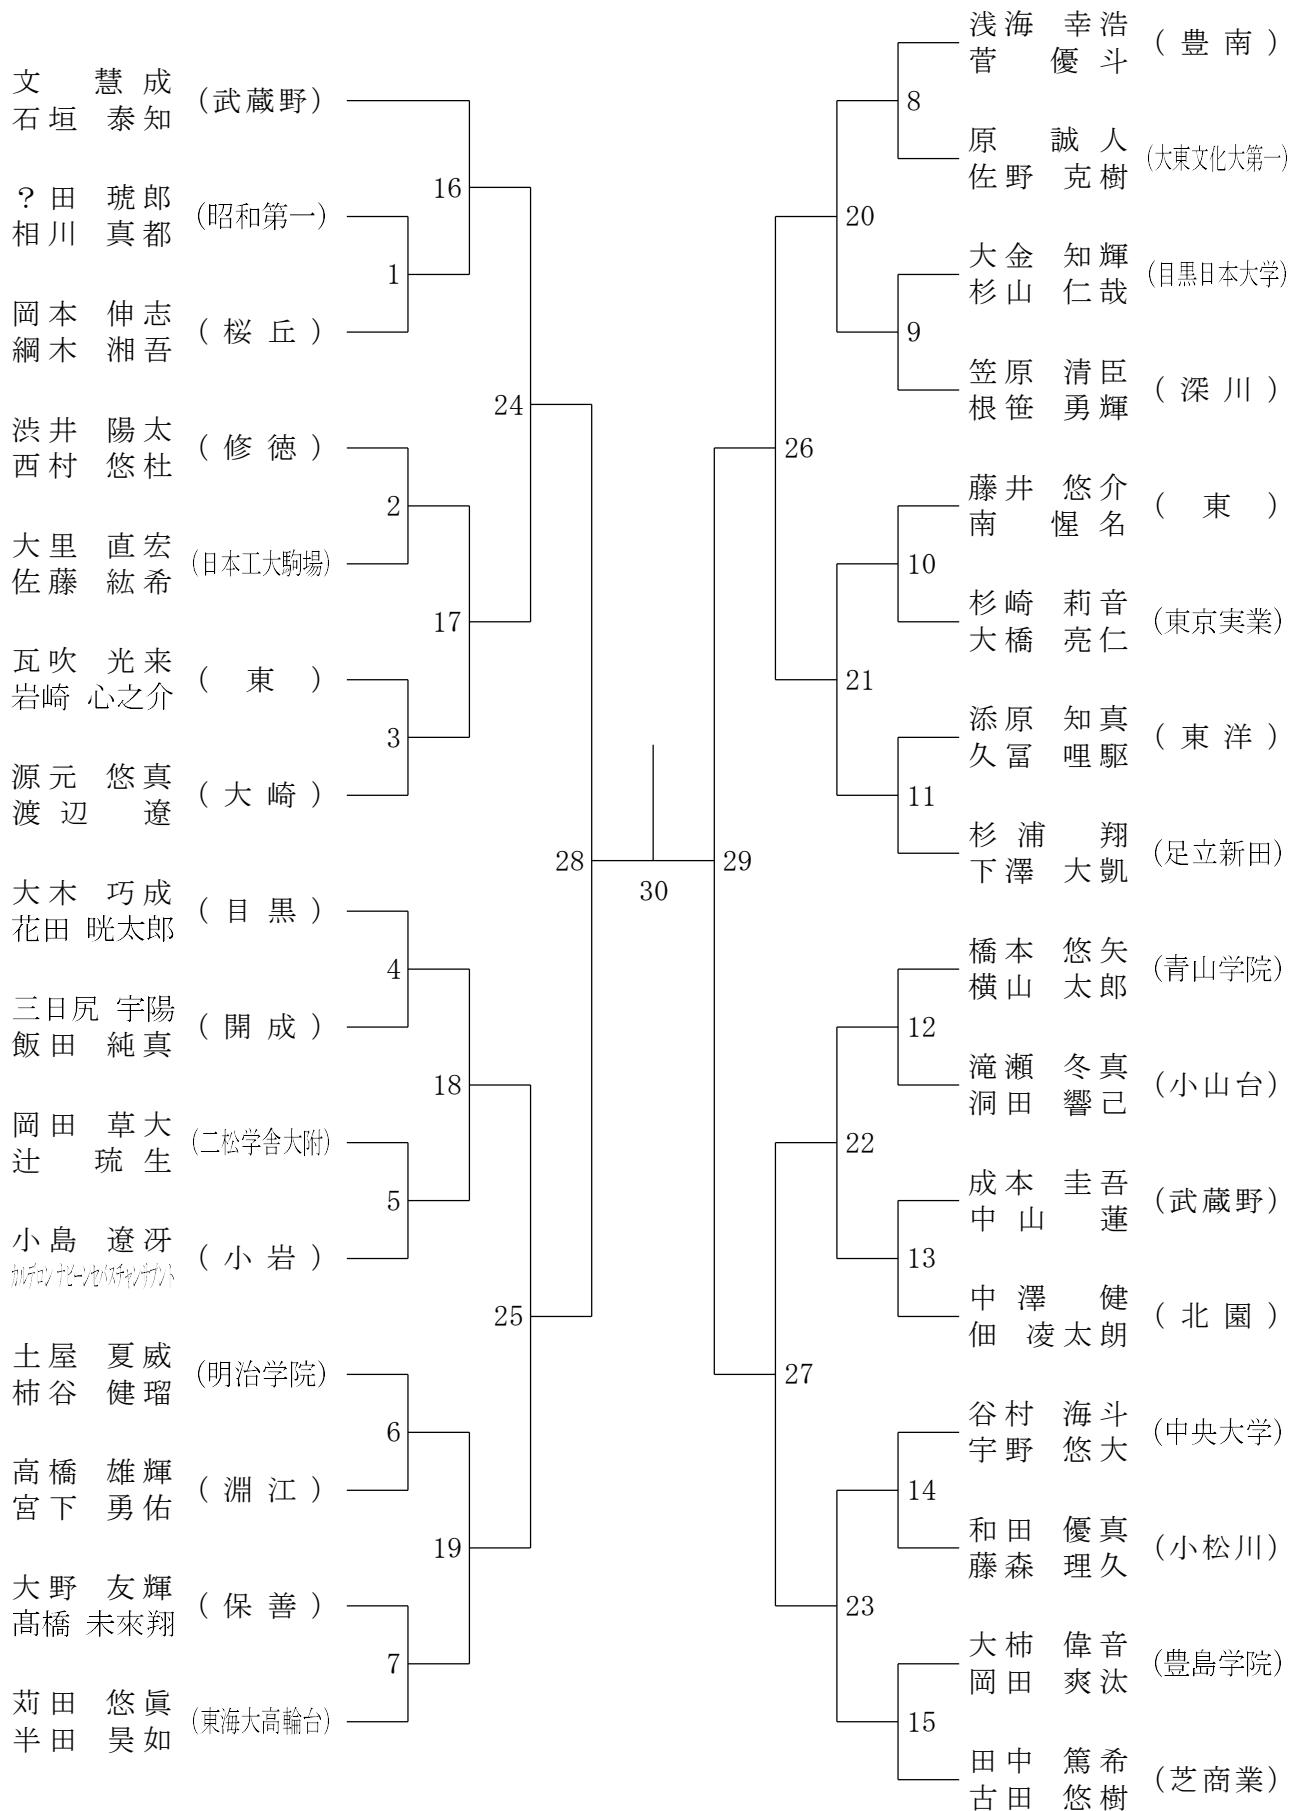 文 慧成
石垣 泰知
(武蔵野)
?田 琥郎
相川 真都
(昭和第一)
岡本 伸志
綱木 湘吾
(桜丘)
渋井 陽太
西村 悠杜
(修徳)
大里 直宏
佐藤 紘希
(日本工大駒場)
瓦吹 光来
岩崎 心之介
(東)
源元 悠真
渡辺 遼
(大崎)
大木 巧成
花田 晄太郎
(目黒)
三日尻 宇陽
飯田 純真
(開成)
岡田 草大
辻 琉生
(二松学舎大附)
小島 遼冴
(小岩)
土屋 夏威
柿谷 健瑠
(明治学院)
高橋 雄輝
宮下 勇佑
(淵江)
大野 友輝
髙橋 未來翔
(保善)
苅田 悠眞
半田 昊如
(東海大高輪台)
1
2
3
4
5
6
7
16
17
18
19
24
25
28
30
29
26
27
20
21
22
23
8
9
10
11
12
13
14
15
浅海 幸浩
菅 優斗
(豊南)
原 誠人
佐野 克樹
(大東文化大第一)
大金 知輝
杉山 仁哉
(目黒日本大学)
笠原 清臣
根笹 勇輝
(深川)
藤井 悠介
南 惺名
(東)
杉崎 莉音
大橋 亮仁
(東京実業)
添原 知真
久冨 哩駆
(東洋)
杉浦 翔
下澤 大凱
(足立新田)
橋本 悠矢
横山 太郎
(青山学院)
滝瀬 冬真
洞田 響己
(小山台)
成本 圭吾
中山 蓮
(武蔵野)
中澤 健
佃 凌太朗
(北園)
谷村 海斗
宇野 悠大
(中央大学)
和田 優真
藤森 理久
(小松川)
大柿 偉音
岡田 爽汰
(豊島学院)
田中 篤希
古田 悠樹
(芝商業)